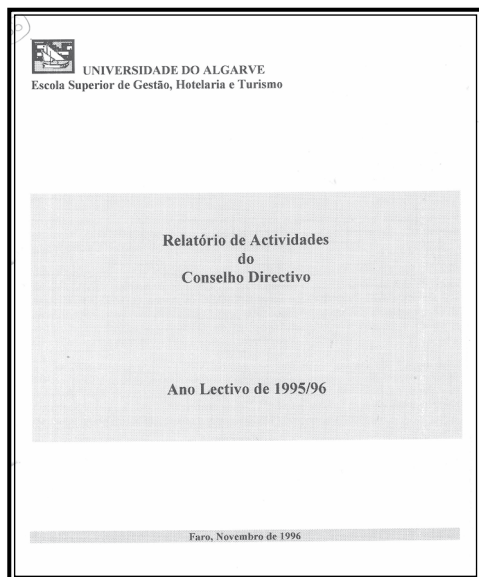 UNIVERSIDADE DO ALGARVE
Escola Superior de Gestão, Hotelaria e Turismo
Relatório de Actividades
do
Conselho Directivo
Ano Lectivo de 1995/96
Faro, Novembro de 1996